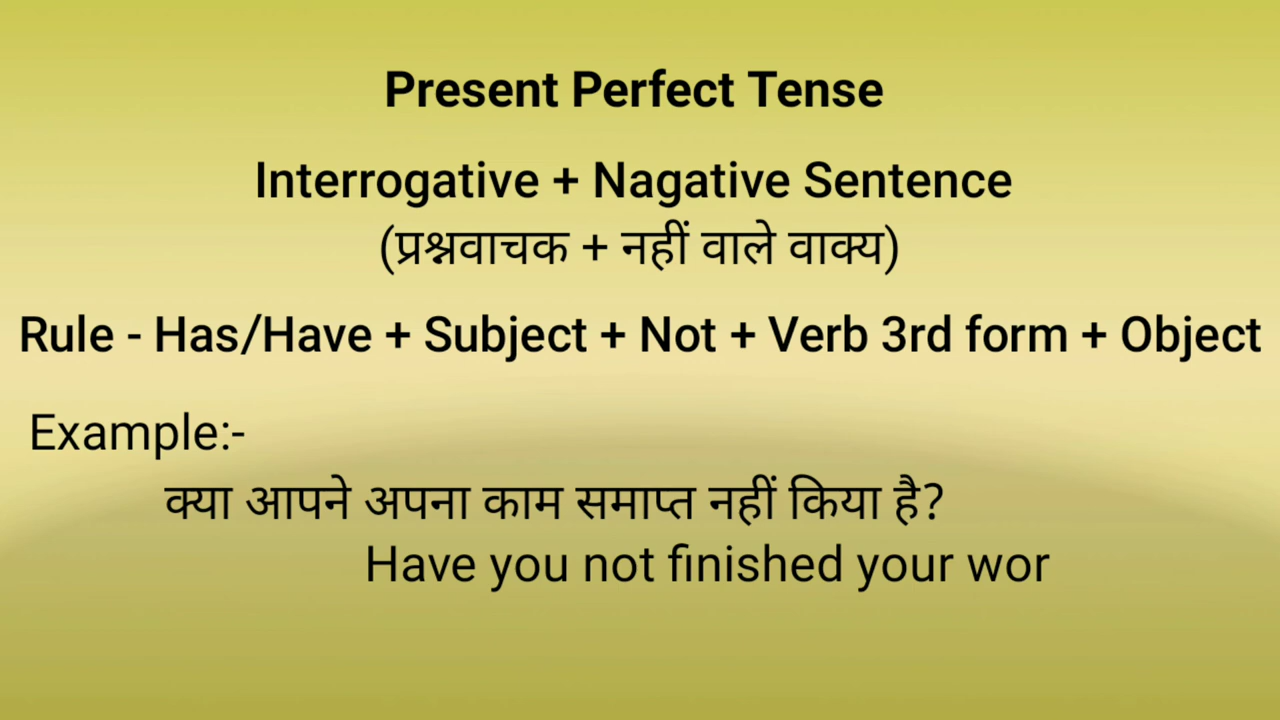 Present Perfect Tense
Interrogative + Nagative Sentence
(प्रश्नवाचक + नहीं वाले वाक्य)
Rule - Has/Have + Subject + Not + Verb 3rd form + Object
Example:-
क्या आपने अपना काम समाप्त नहीं किया है?
Have you not finished your wor